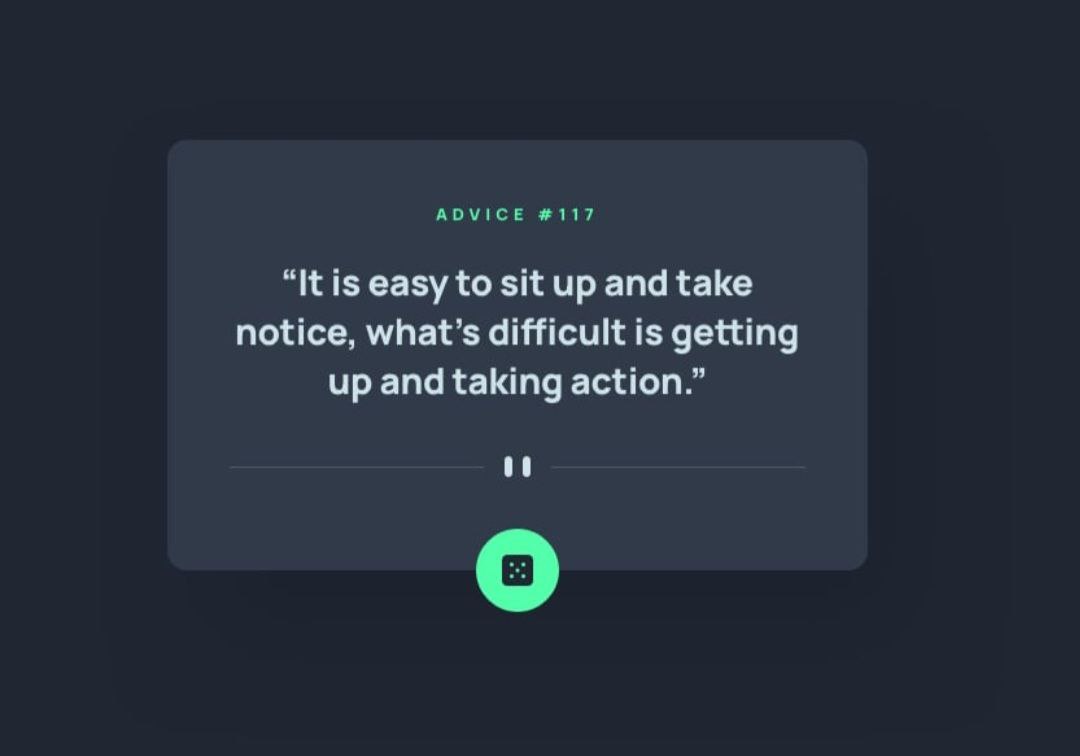 ADVICE #117
“It is easy to sit up and take
notice, what’s difficult is getting
up and taking action.”